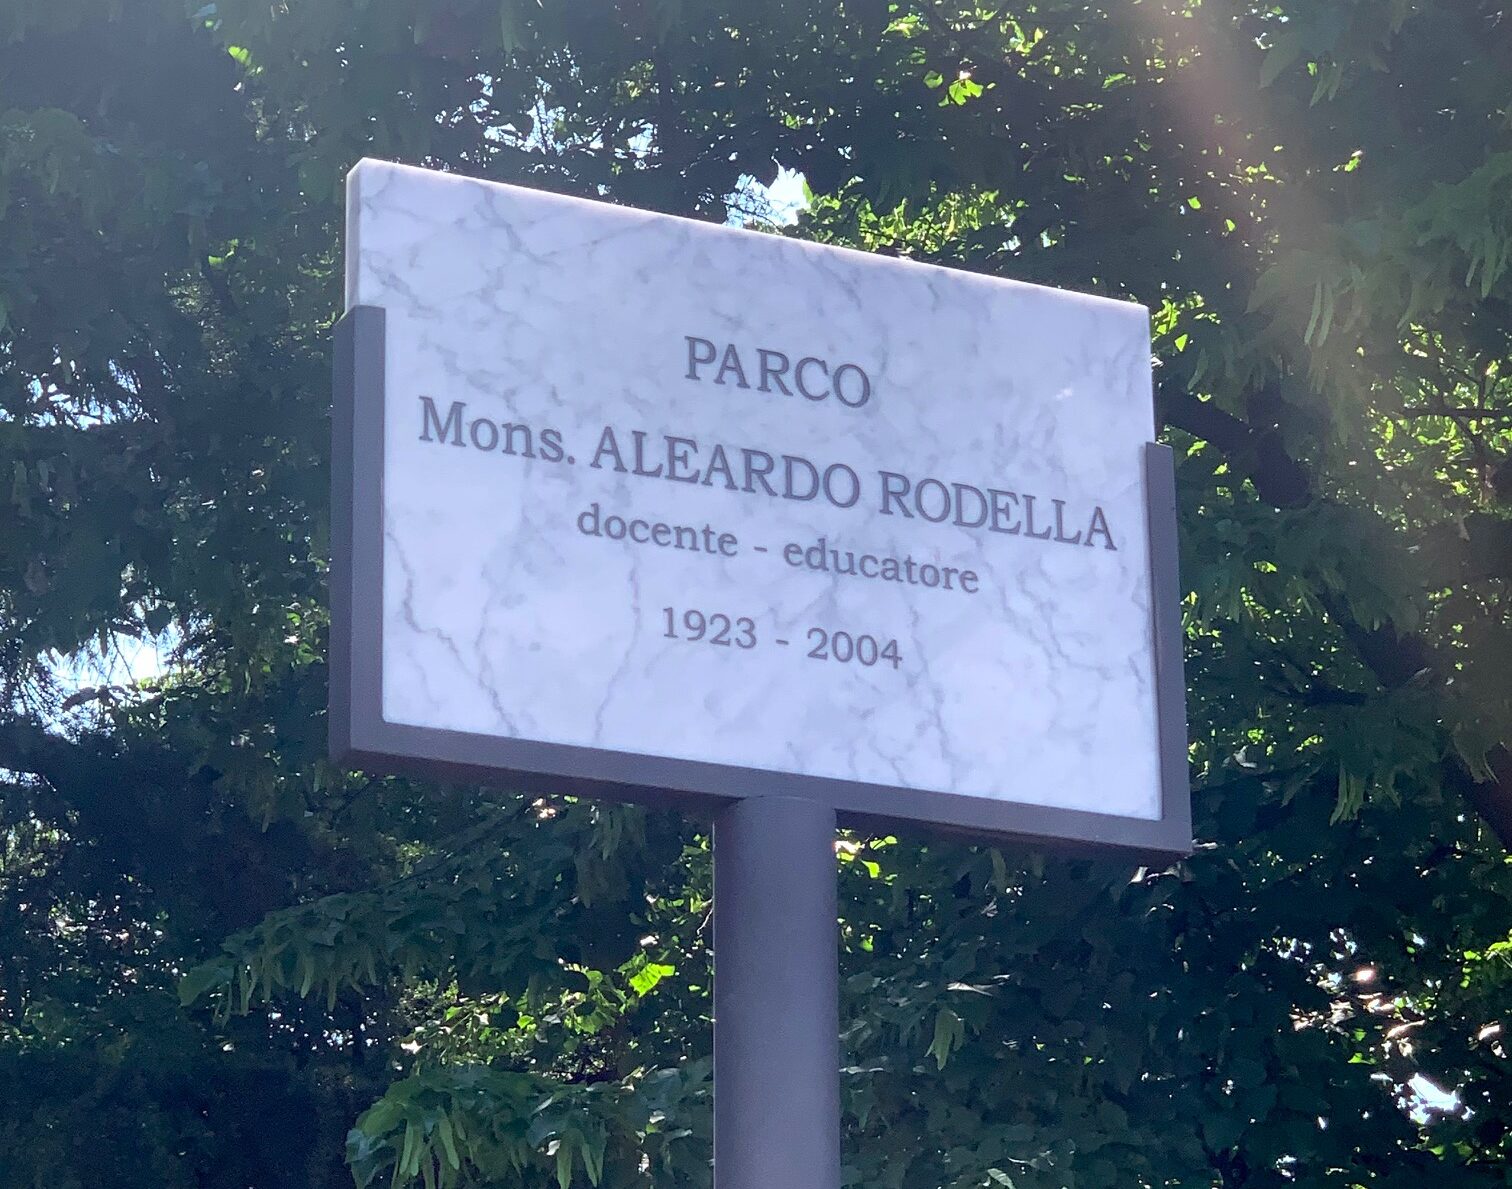 PARCO
Mons. ALEARDO RODELLA
docente - educatore
1923 - 2004